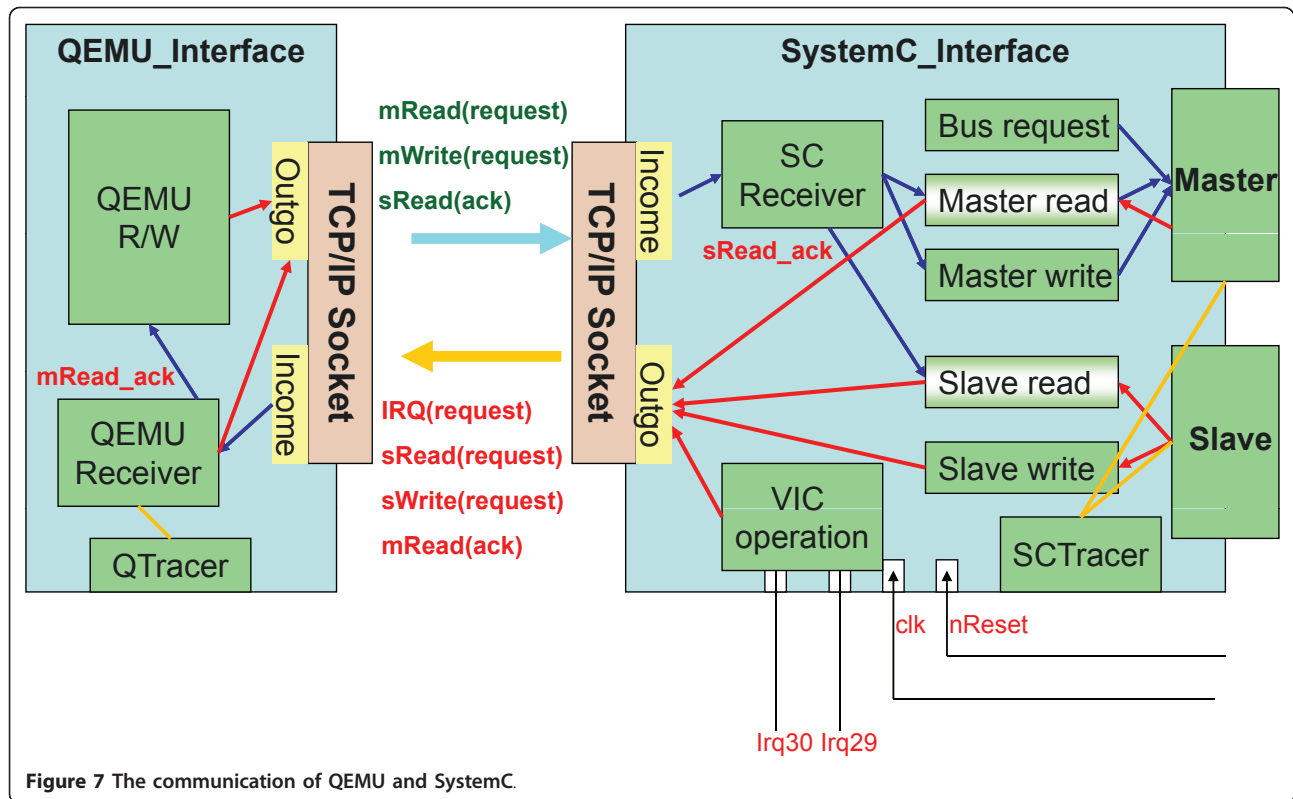 QEMU_Interface
QEMU
R/W
Outgo
TCP/IP Socket
Income
mRead_ack
QEMU
Receiver
QTracer
mRead(request)
mWrite(request)
sRead(ack)
IRQ(request)
sRead(request)
sWrite(request)
mRead(ack)
SystemC_Interface
TCP/IP Socket
Income
Outgo
SC
Receiver
sRead_ack
Bus request
Master read
Master write
Master
Slave read
Slave write
Slave
VIC
operation
SCTracer
clk
nReset
Irq30
Irq29
Figure 7 The communication of QEMU and SystemC.